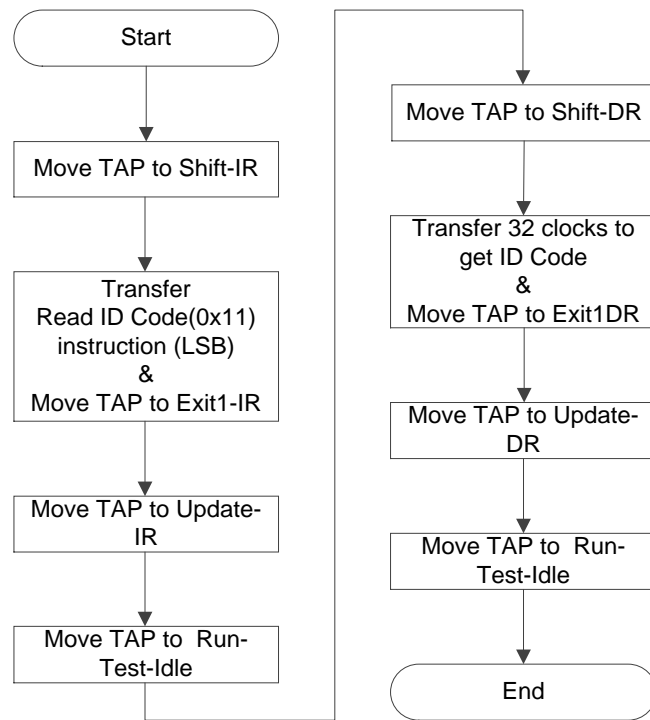 Start
Move TAP to Shift-IR
Transfer
Read ID Code(0x11)
instruction (LSB)
&
Move TAP to Exit1-IR
Move TAP to Update-
IR
Move TAP to Run-
Test-Idle
Move TAP to Shift-DR
Transfer 32 clocks to
get ID Code
&
Move TAP to Exit1DR
Move TAP to Update-
DR
Move TAP to Run-
Test-Idle
End